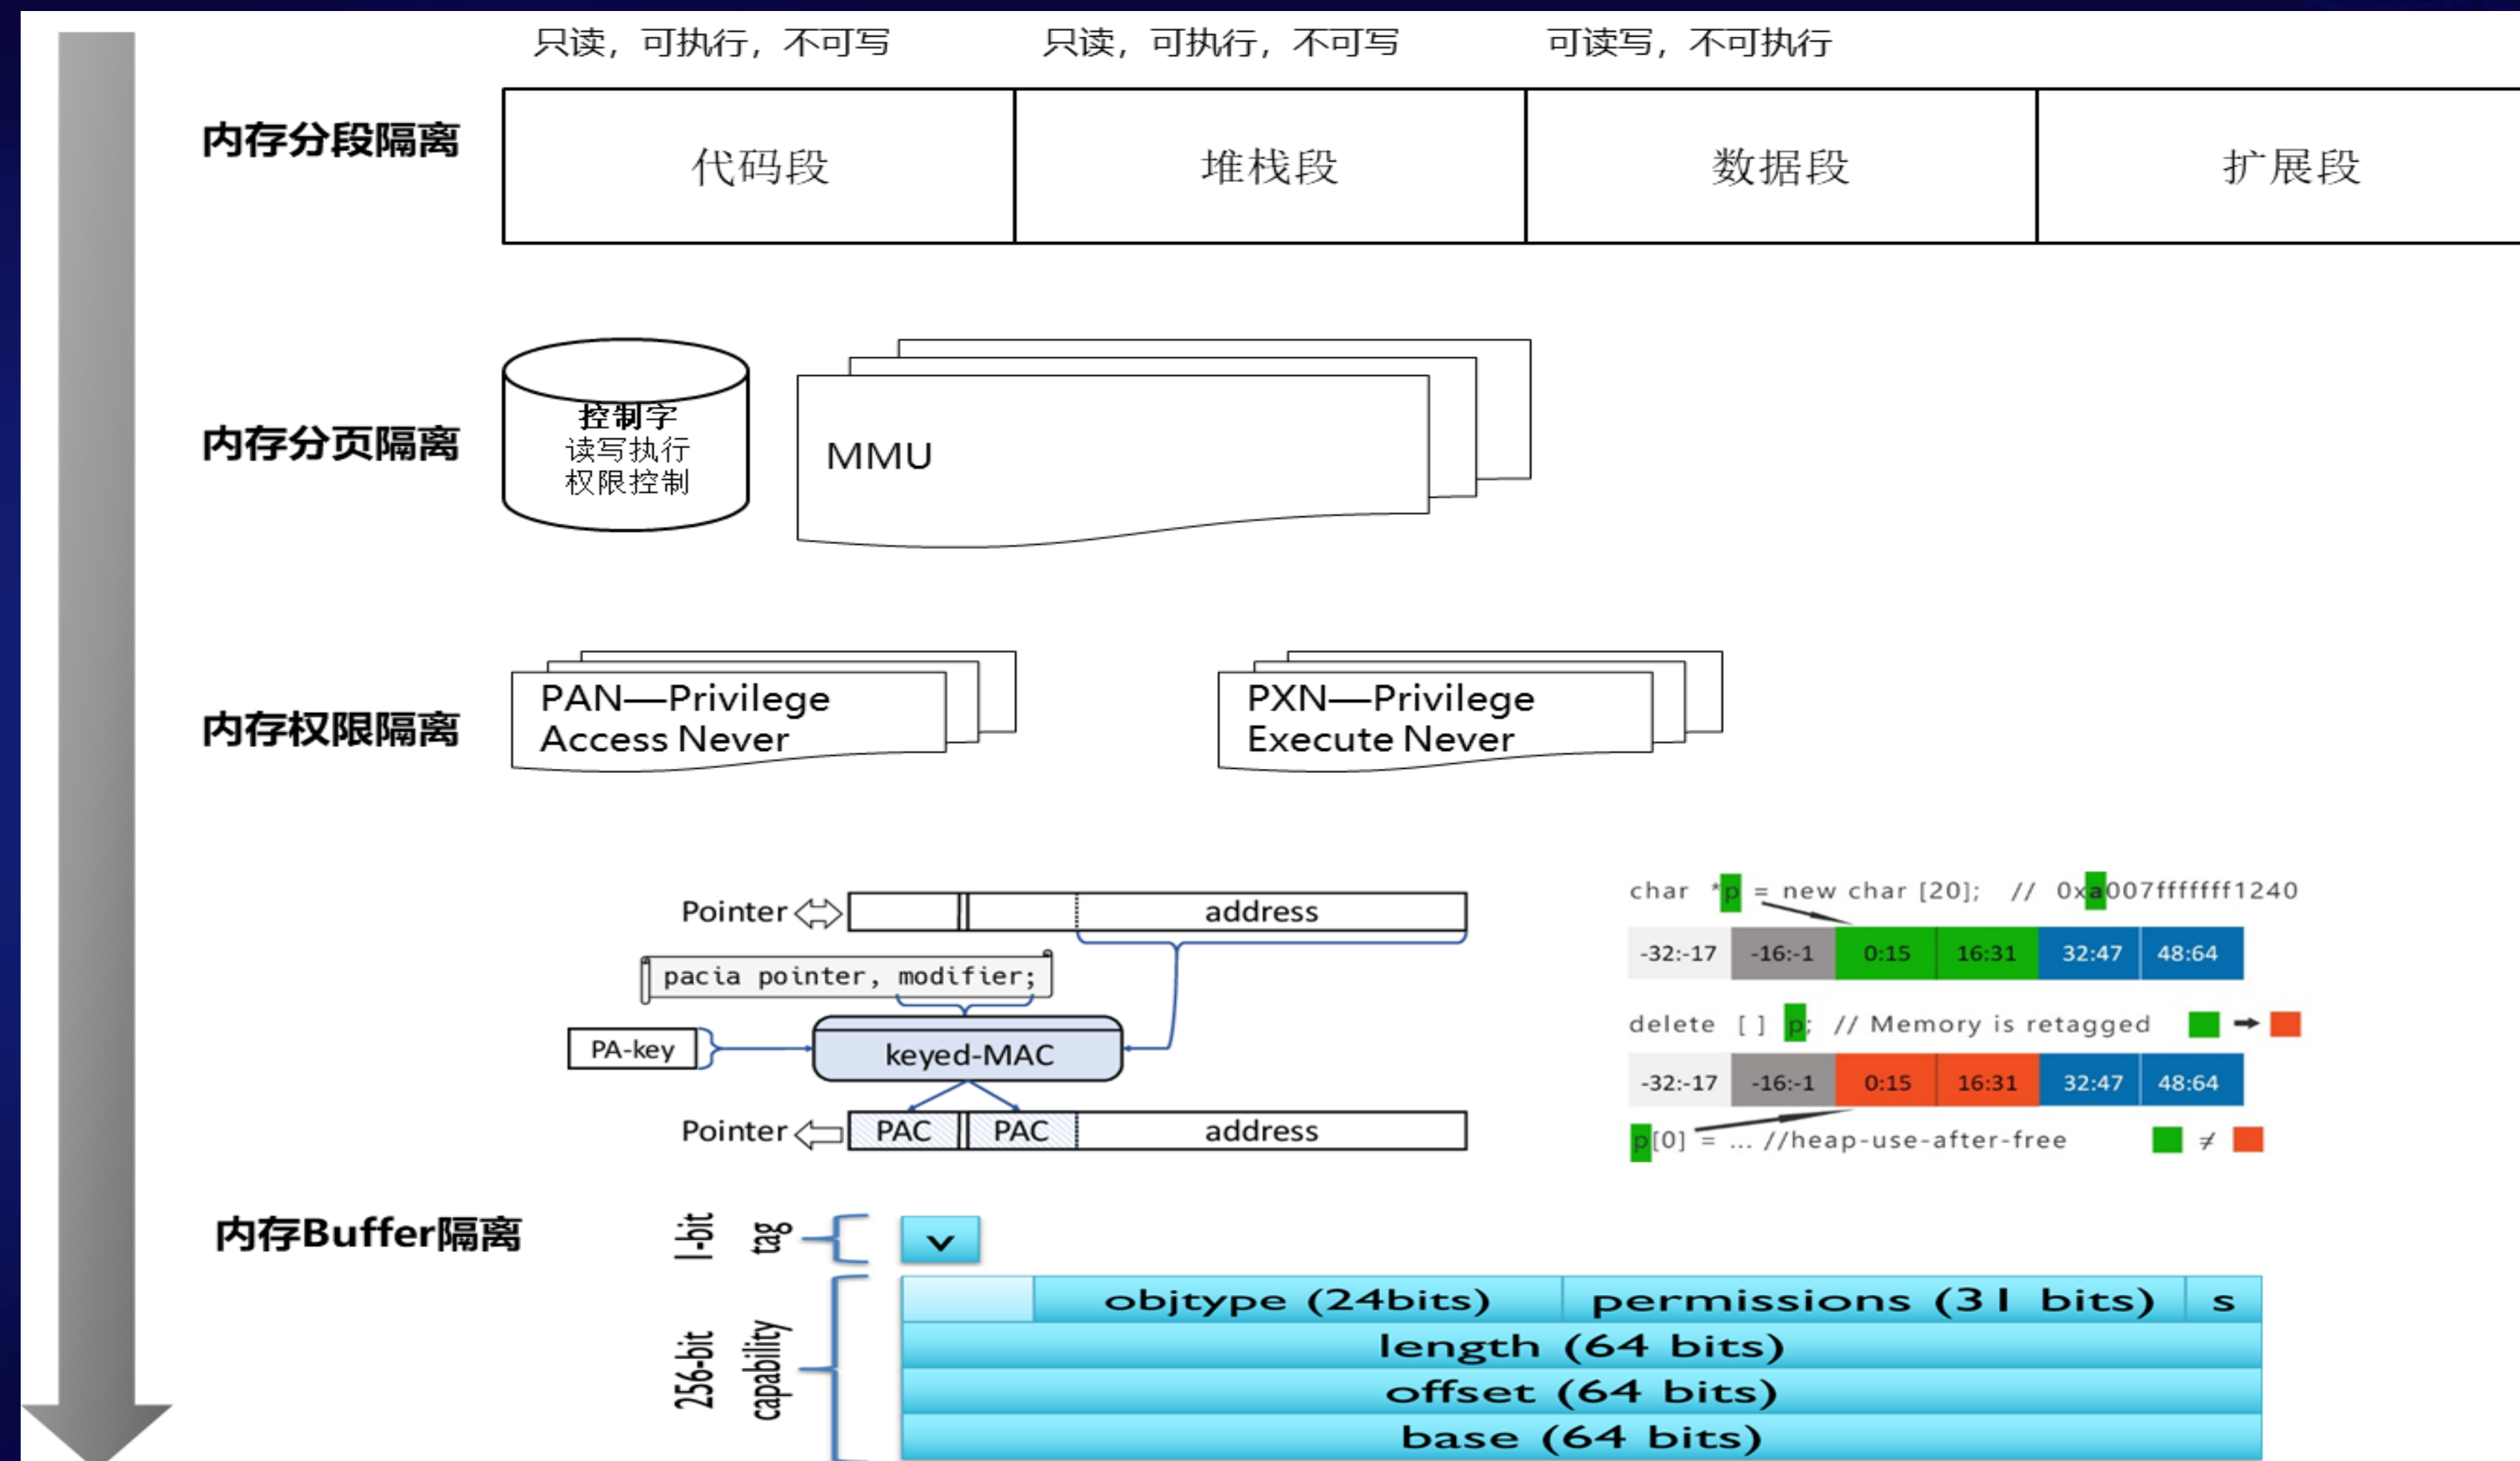 只读，可执行，不可写
只读，可执行，不可写
可读写，不可执行
内存分段隔离
代码段
堆栈段
数据段
扩展段
内存分页隔离
控制字
读写执行
权限控制
MMU
内存权限隔离
PAN—Privilege
Access Never
PXN—Privilege
Execute Never
Pointer
address
pacia pointer, modifier;
PA-key
keyed-MAC
Pointer
PAC
PAC
address
char *p = new char [20]; // 0xa007fffffff1240
-32:-17
-16:-1
0:15
16:31
32:47
48:64
delete [ ] p; // Memory is retagged
-32:-17
-16:-1
0:15
16:31
32:47
48:64
p[0] = ... //heap-use-after-free
≠
内存Buffer隔离
1-bit
tag
v
256-bit
capability
objtype (24bits)
permissions (31 bits)
s
length (64 bits)
offset (64 bits)
base (64 bits)